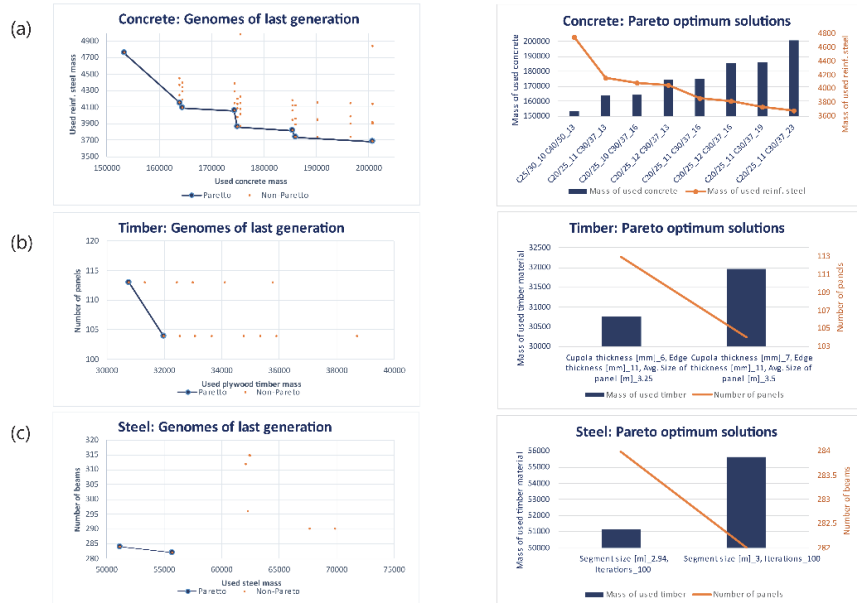 (a)
Concrete: Genomes of last generation
Used reinf. steel mass
4900
4700
4500
4300
4100
3900
3700
3500
150000 160000 170000 180000 190000 200000
Used concrete mass
Paretto Non-Paretto
Concrete: Pareto optimum solutions
Mass of used concrete
200000
190000
180000
170000
160000
150000
4800
4600
4400
4200
4000
3800
3600
Mass of used reinf. steel
C25/30_10 C40/50_13
C20/25_11 C30/37_13
C20/25_10 C30/37_16
C20/25_12 C30/37_13
C20/25_11 C30/37_16
C20/25_12 C30/37_16
C20/25_11 C30/37_19
C20/25_11 C30/37_23
Mass of used concrete Mass of used reinf. steel
(b)
Timber: Genomes of last generation
Number of panels
120
115
110
105
100
30000 32000 34000 36000 38000 40000
Used plywood timber mass
Paretto Non-Pareto
Timber: Pareto optimum solutions
Mass of used timber material
32500
32000
31500
31000
30500
30000
113
111
109
107
105
103
Number of panels
Cupola thickness [mm]_6, Edge
thickness [mm]_11, Avg. Size of
panel [m]_3.25
Cupola thickness [mm]_7, Edge
thickness [mm]_11, Avg. Size of
panel [m]_3.5
Mass of used timber Number of panels
(c)
Steel: Genomes of last generation
Number of beams
320
315
310
305
300
295
290
285
280
50000 55000 60000 65000 70000 75000
Used steel mass
Paretto Non-Pareto
Steel: Pareto optimum solutions
Mass of used timber material
56000
55000
54000
53000
52000
51000
50000
284
283.5
283
282.5
282
Number of beams
Segment size [m]_2.94,
Iterations_100
Segment size [m]_3, Iterations_100
Mass of used timber Number of panels